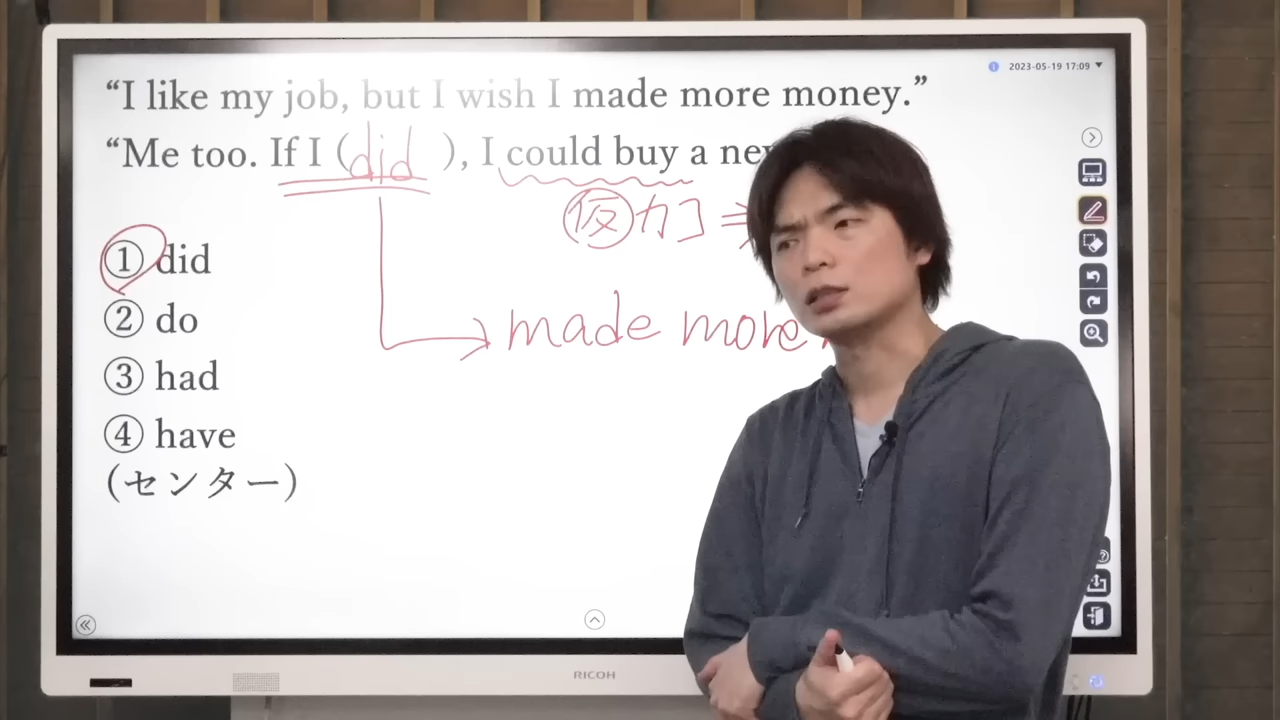 “I like my job, but I wish I made more money.”
“Me too. If I (did), I could buy a
仮カコ⇒
① did
② do
③ had
④ have
(センター)
made more
2023-05-19 17:09
RICOH